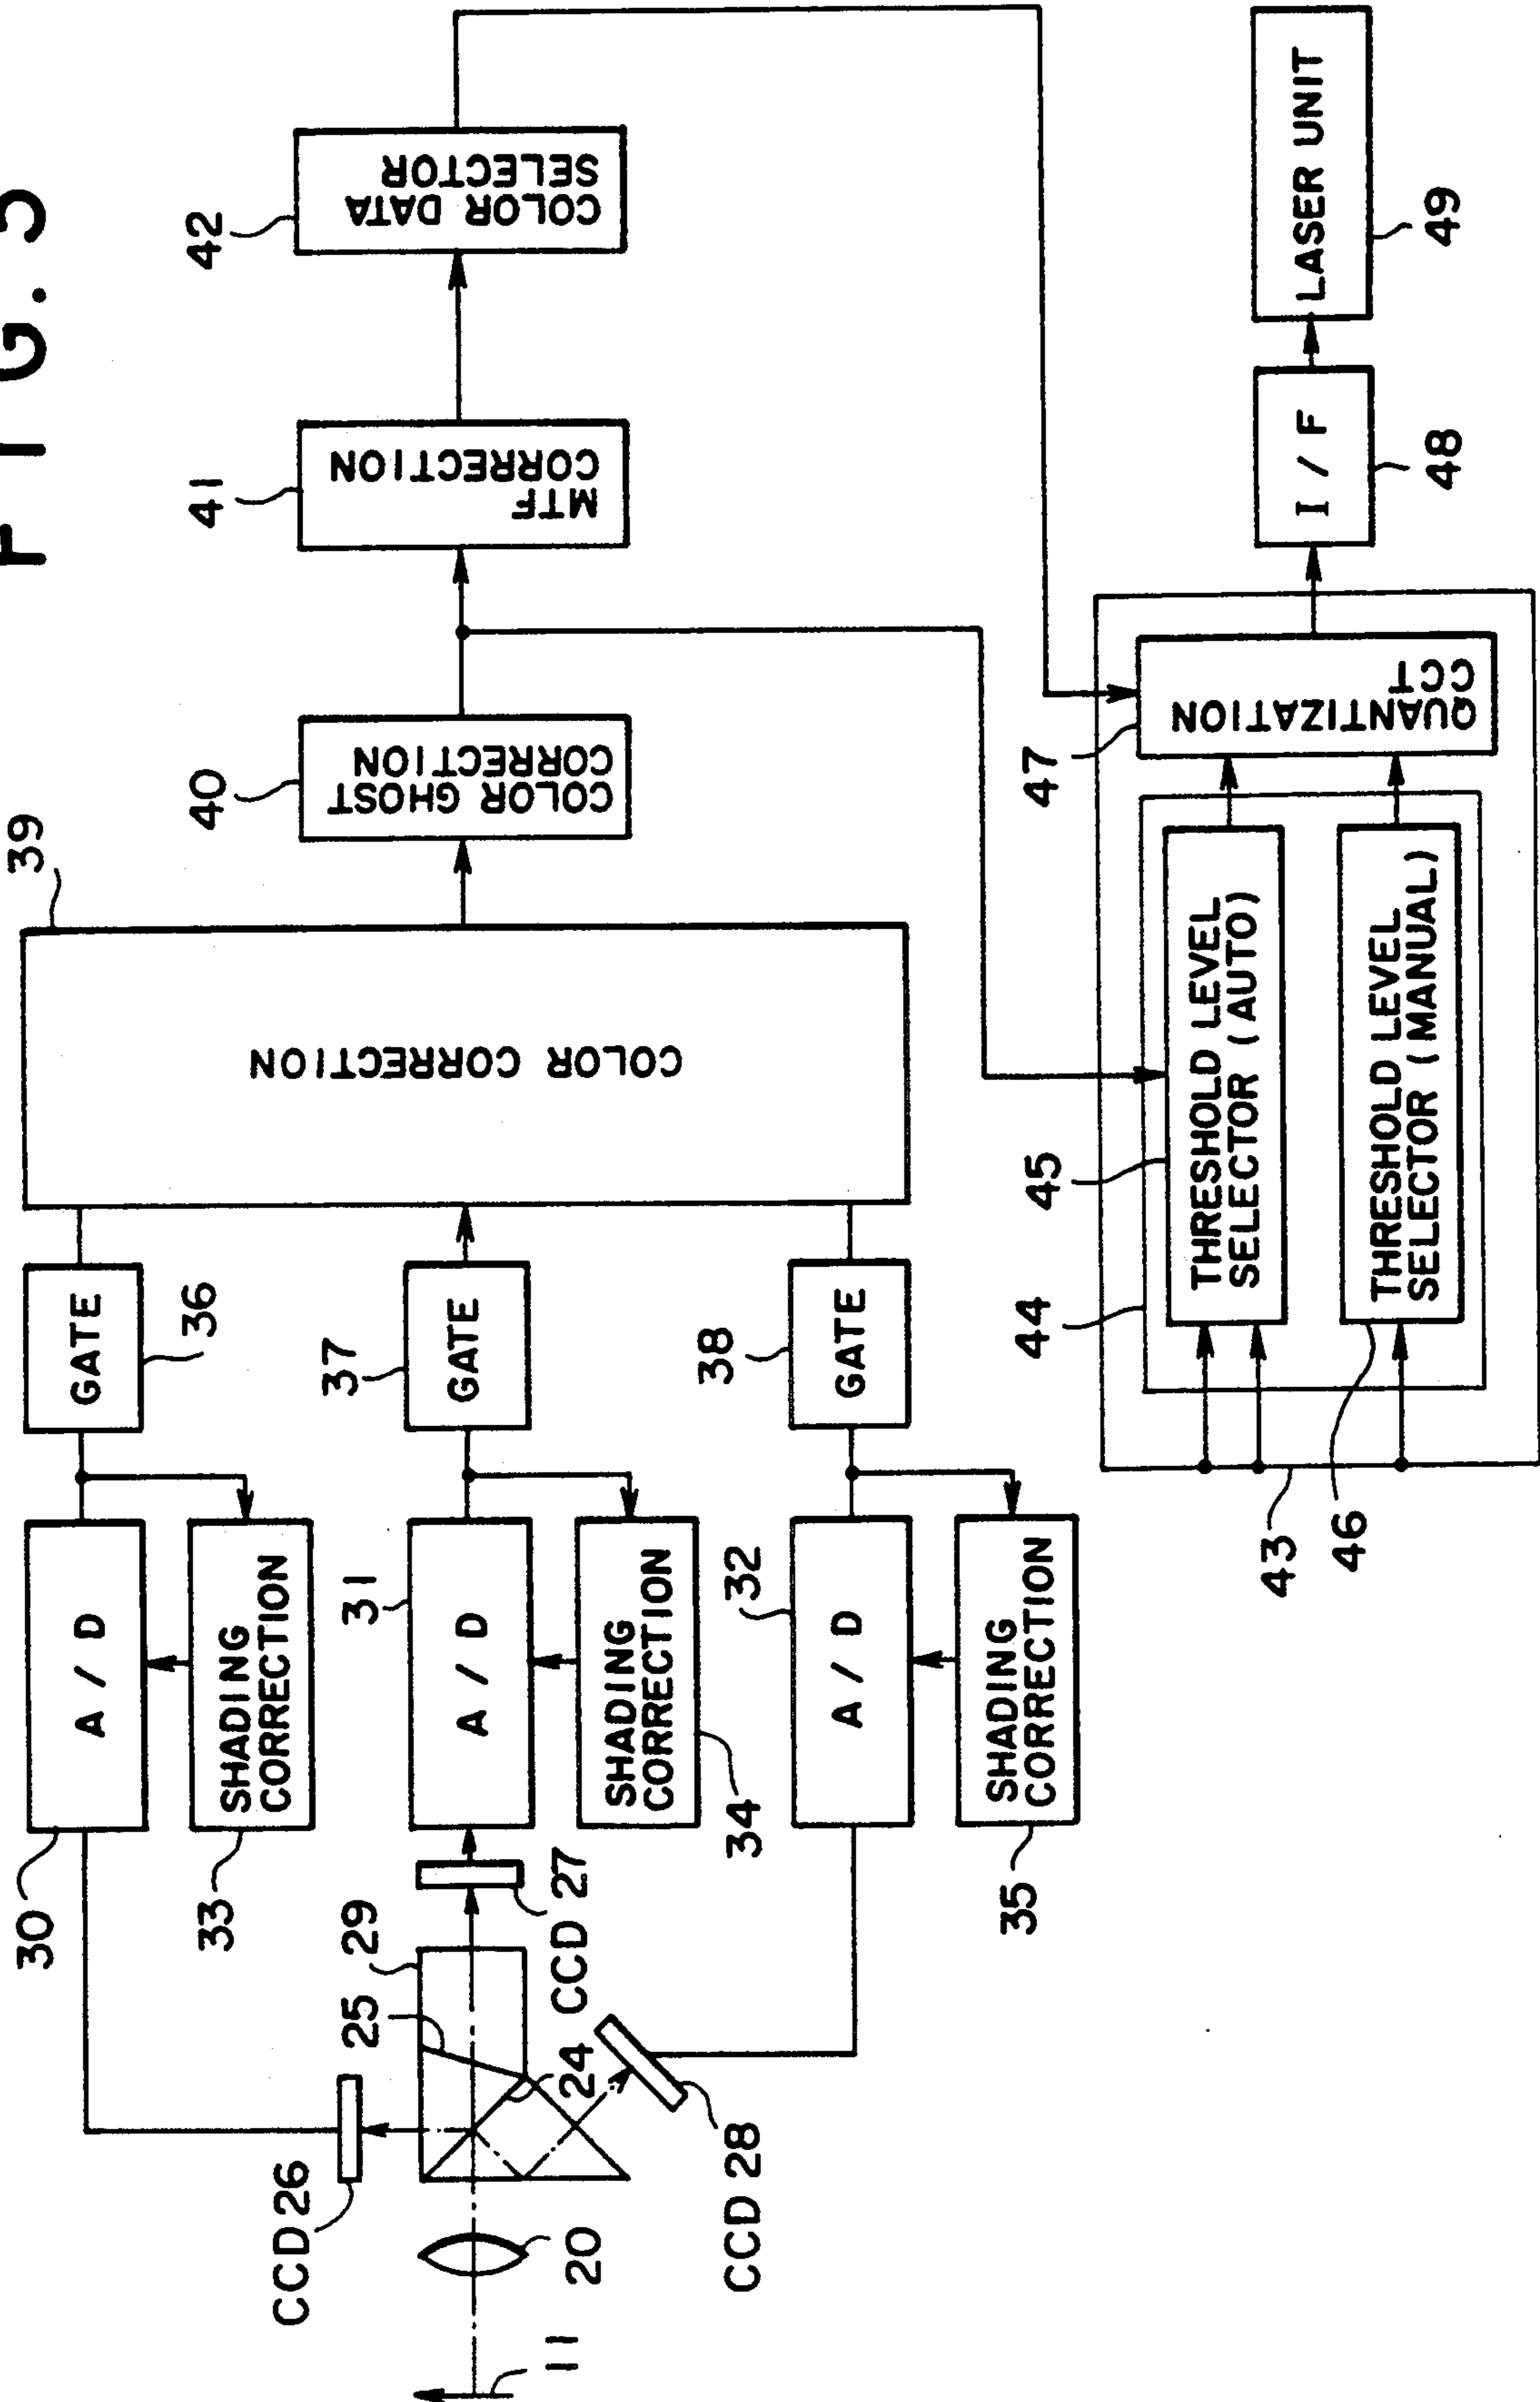 FIG. 5
11
20
CCD 26
CCD 27
CCD 28
24
25
29
30
A/D
31
A/D
32
A/D
33
SHADING
CORRECTION
34
SHADING
CORRECTION
35
SHADING
CORRECTION
36
GATE
37
GATE
38
GATE
39
COLOR CORRECTION
40
COLOR GHOST
CORRECTION
41
MTF
CORRECTION
42
COLOR DATA
SELECTOR
43
44
45
THRESHOLD LEVEL
SELECTOR (AUTO)
46
THRESHOLD LEVEL
SELECTOR (MANUAL)
47
QUANTIZATION
CCT
I/F
48
LASER UNIT
49